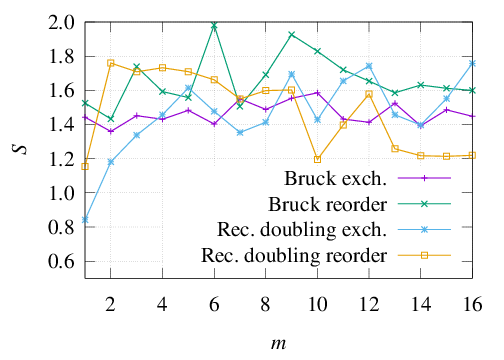 2.0
1.8
1.6
S
1.4
1.2
1.0
0.8
0.6
Bruck exch.
Bruck reorder
Rec. doubling exch.
Rec. doubling reorder
2 4 6 8 10 12 14 16
m